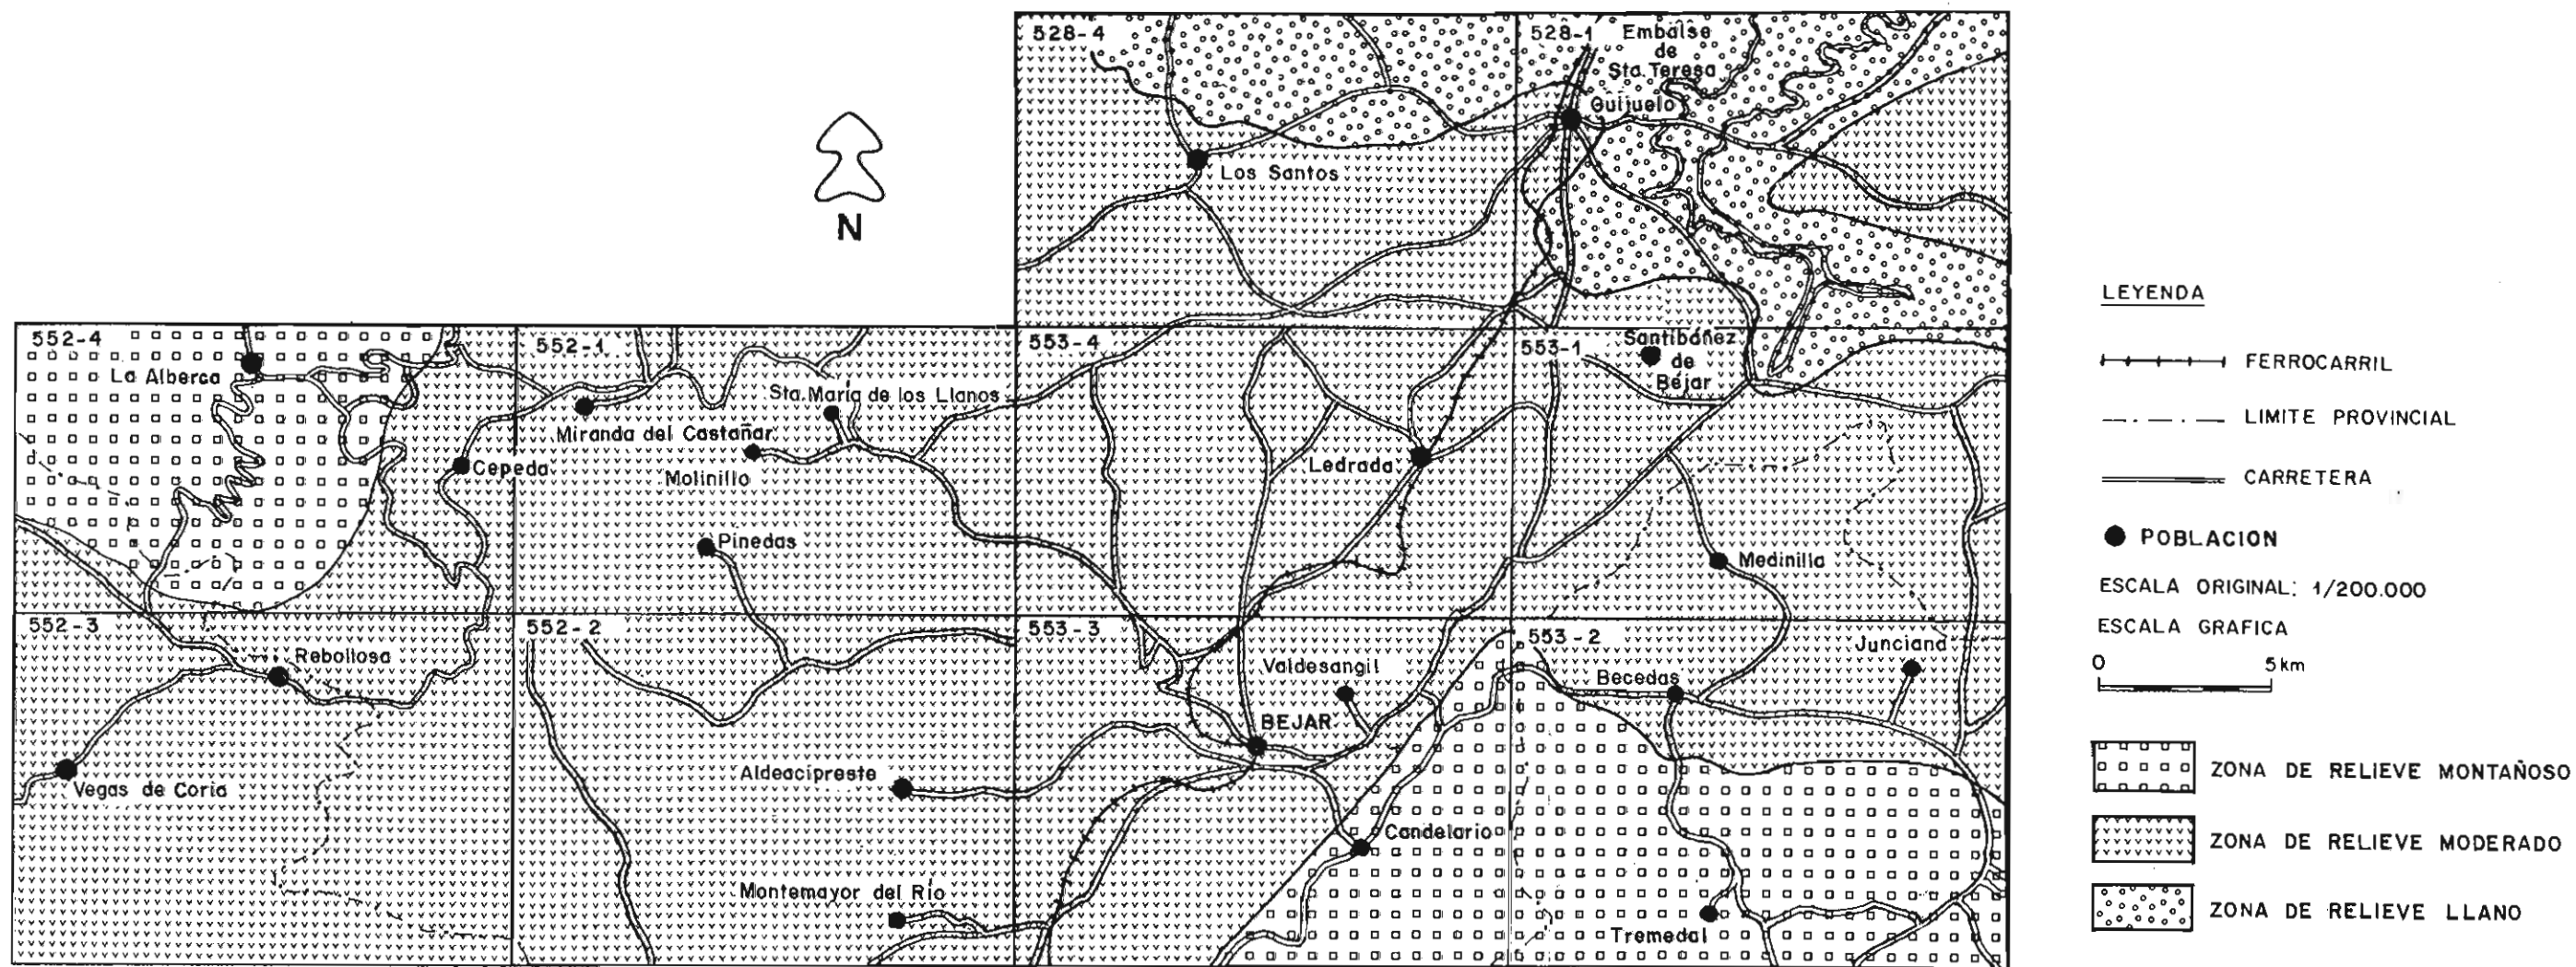 528-4
528-1
Embalse
de
Sta. Teresa
Guijuelo
Los Santos
N
552-4
La Alberca
552-1
Sta. María de los Llanos
Miranda del Castañar
Cepeda
Molinillo
Pinedas
553-4
Ledrada
553-1
Santibáñez
de
Béjar
Medinilla
552-3
Rebollosa
Vegas de Coria
552-2
Aldeacipreste
Montemayor del Río
553-3
Valdesangil
BEJAR
Candelario
553-2
Becedas
Junciana
Tremedal
LEYENDA
FERROCARRIL
LIMITE PROVINCIAL
CARRETERA
POBLACION
ESCALA ORIGINAL: 1/200.000
ESCALA GRAFICA
0 5 km
ZONA DE RELIEVE MONTAÑOSO
ZONA DE RELIEVE MODERADO
ZONA DE RELIEVE LLANO